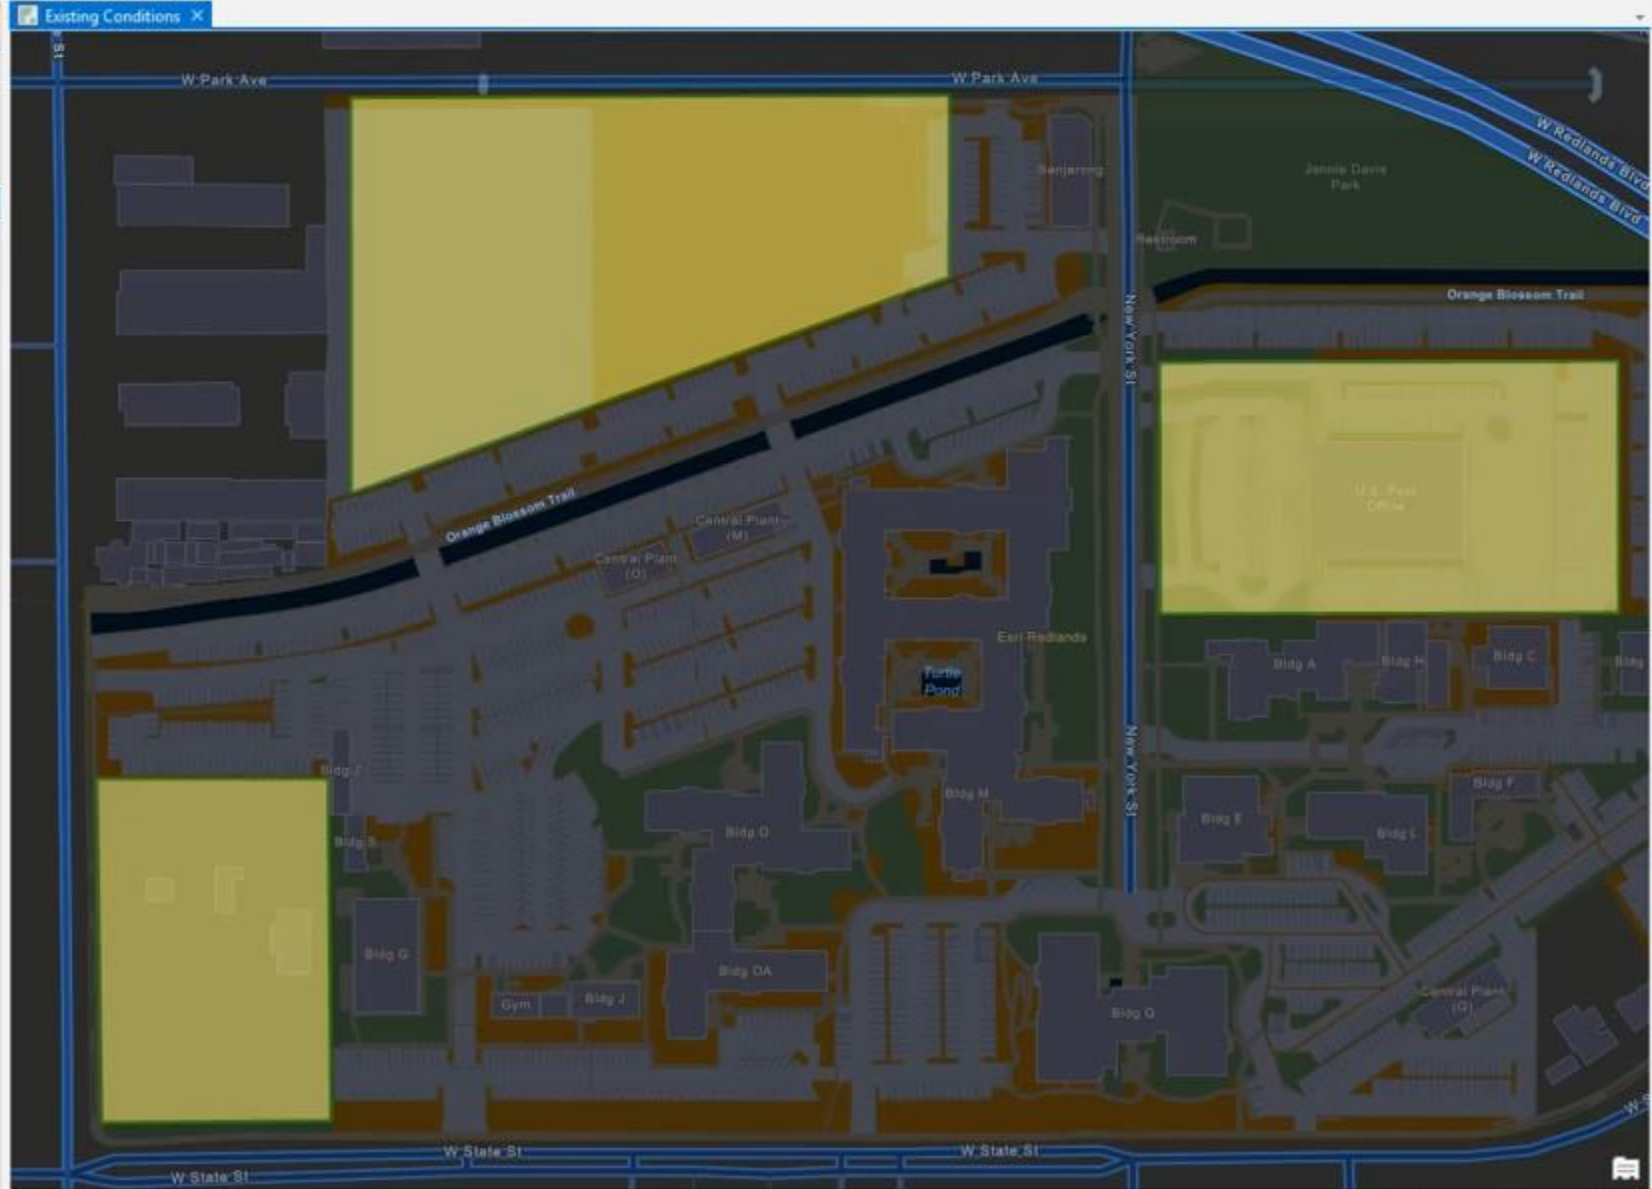 Existing Conditions
St
W Park Ave
W Park Ave
W Redlands Blvd
W Redlands Blvd
Jennie Davis
Park
Benjarong
Restroom
Orange Blossom Trail
New York St
U.S. Post
Office
Orange Blossom Trail
Central Plant
(M)
Central Plant
(O)
Esri Redlands
Bldg A
Bldg H
Bldg C
Bldg
Turtle
Pond
New York St
Bldg M
Bldg F
Bldg E
Bldg L
Bldg O
Bldg S
Bldg G
Bldg OA
Gym
Bldg J
Central Plant
(Q)
Bldg Q
W State St
W State St
W State St